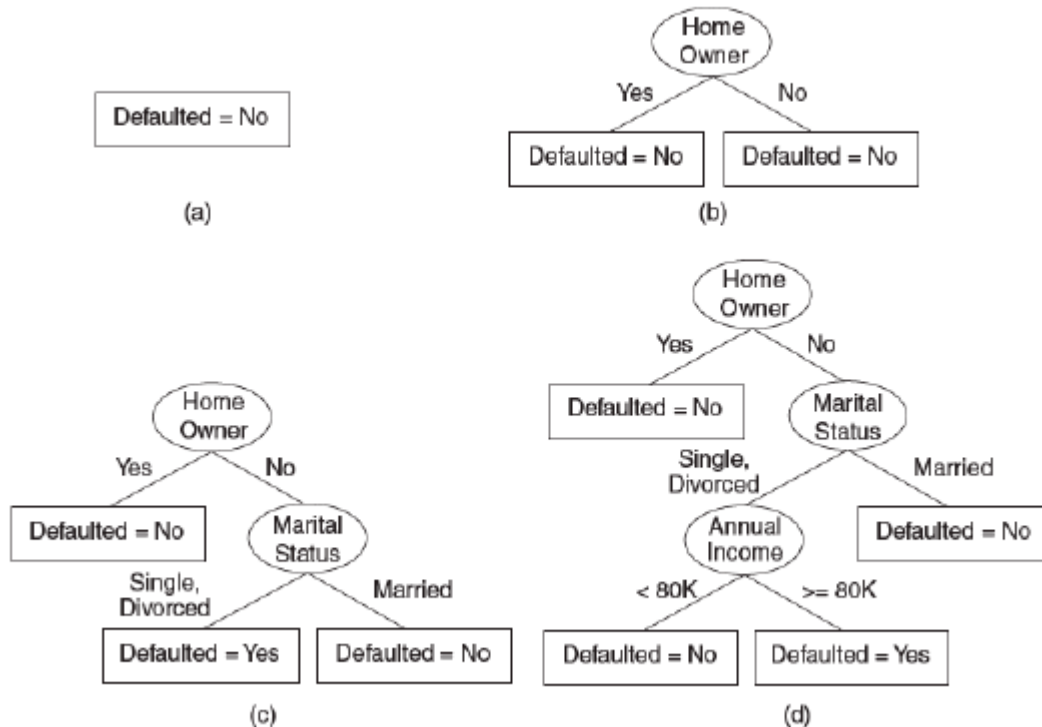 Defaulted = No
(a)
Home
Owner
Yes
No
Defaulted = No
Defaulted = No
(b)
Home
Owner
Yes
No
Defaulted = No
Marital
Status
Single,
Divorced
Married
Defaulted = Yes
Defaulted = No
(c)
Home
Owner
Yes
No
Defaulted = No
Marital
Status
Single,
Divorced
Married
Annual
Income
Defaulted = No
< 80K
>= 80K
Defaulted = No
Defaulted = Yes
(d)